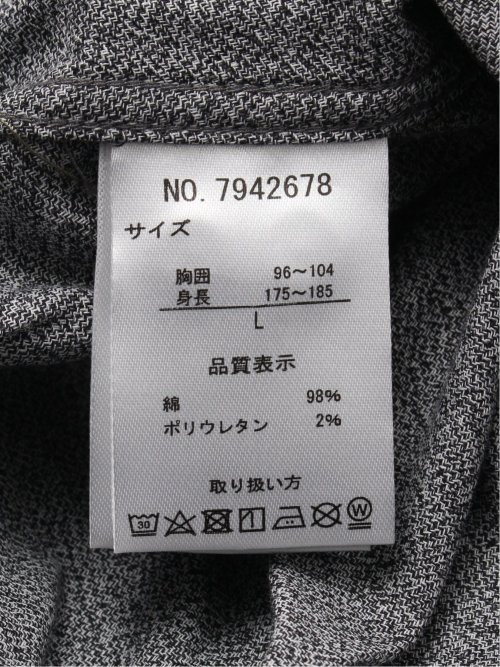 NO. 7942678
サイズ
胸囲 96～104
身長 175～185
L
品質表示
綿 98%
ポリウレタン 2%
取り扱い方
30 W